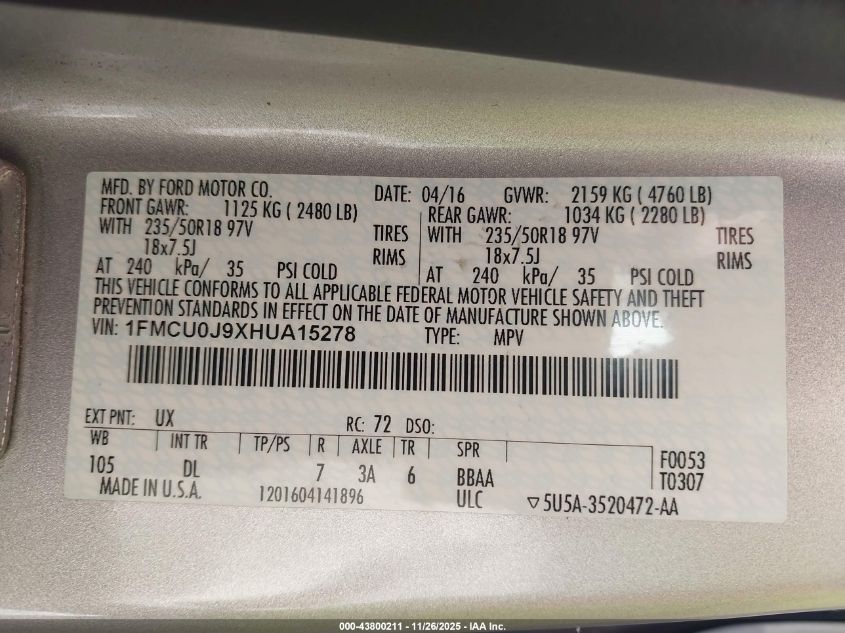 MFD. BY FORD MOTOR CO. DATE: 04/16 GVWR: 2159 KG ( 4760 LB)
FRONT GAWR: 1125 KG ( 2480 LB) REAR GAWR: 1034 KG ( 2280 LB)
WITH 235/50R18 97V TIRES WITH 235/50R18 97V TIRES
18x7.5J RIMS 18x7.5J RIMS
AT 240 kPa/ 35 PSI COLD AT 240 kPa/ 35 PSI COLD
THIS VEHICLE CONFORMS TO ALL APPLICABLE FEDERAL MOTOR VEHICLE SAFETY AND THEFT
PREVENTION STANDARDS IN EFFECT ON THE DATE OF MANUFACTURE SHOWN ABOVE.
VIN: 1FMCU0J9XHUA15278 TYPE: MPV
EXT PNT: UX RC: 72 DSO:
WB INT TR TP/PS R AXLE TR SPR F0053
105 DL 7 3A 6 BBAA T0307
MADE IN U.S.A. 1201604141896 ULC ▽5U5A-3520472-AA
000-43800211 - 11/26/2025 - IAA Inc.